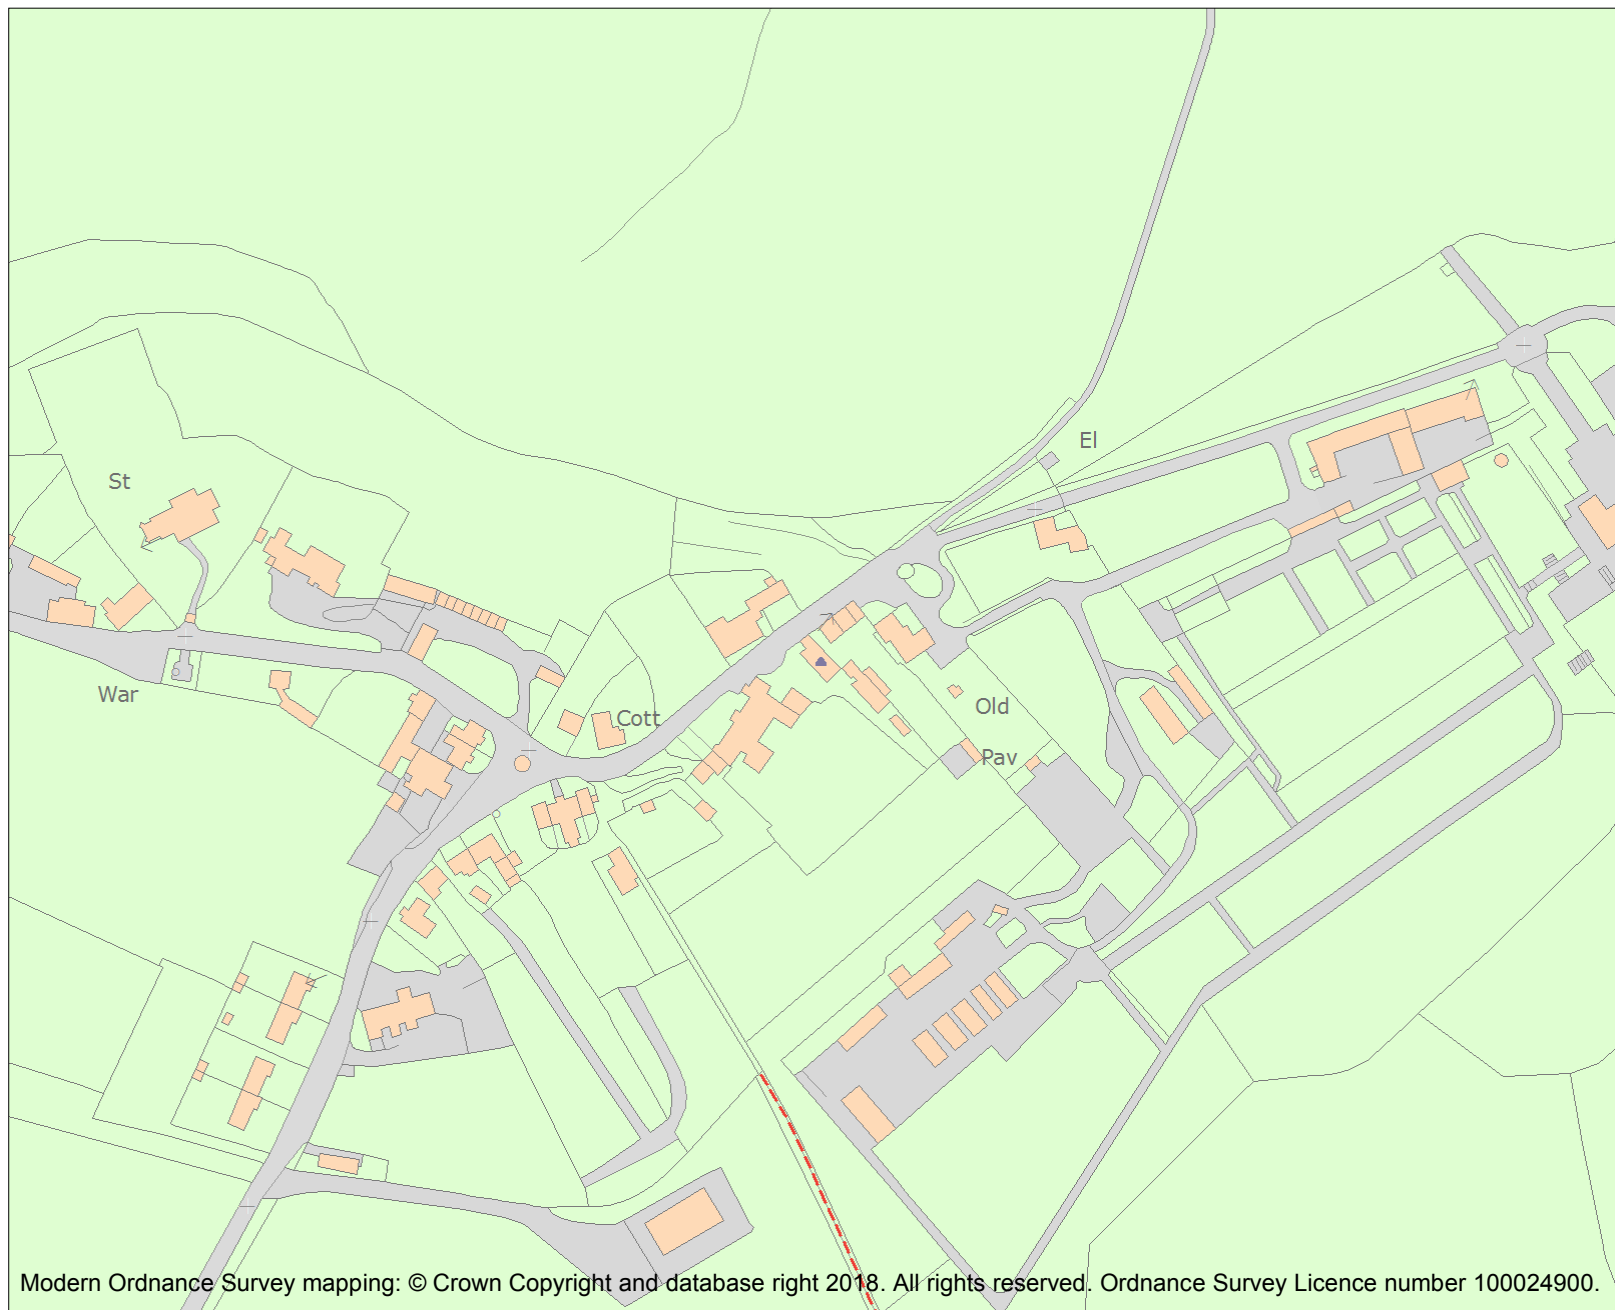 El
St
War
Cott
Old
Pav
Modern Ordnance Survey mapping: © Crown Copyright and database right 2018. All rights reserved. Ordnance Survey Licence number 100024900.